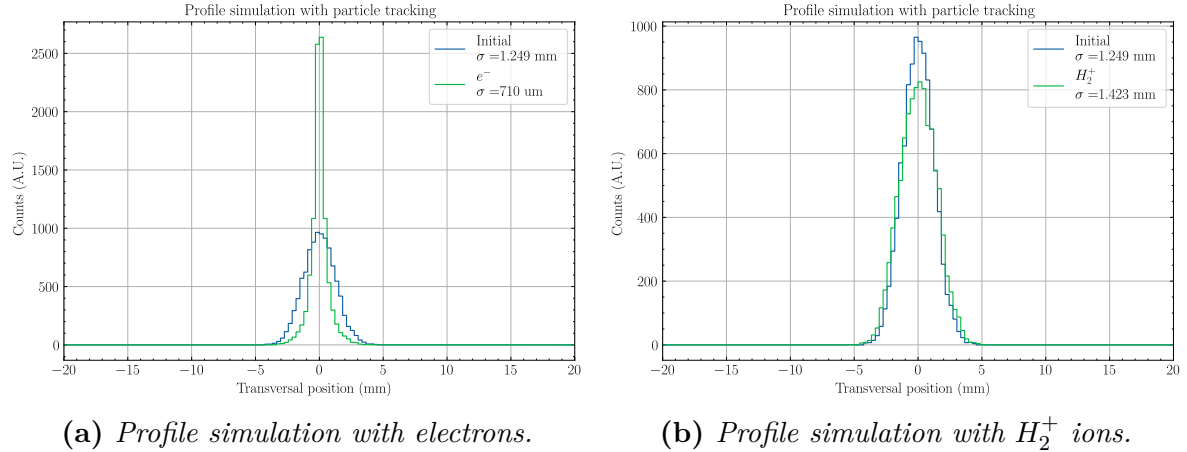 Profile simulation with particle tracking
Initial
σ =1.249 mm
e⁻
σ =710 um
Counts (A.U.)
2500
2000
1500
1000
500
0
−20 −15 −10 −5 0 5 10 15 20
Transversal position (mm)
(a) Profile simulation with electrons.
Profile simulation with particle tracking
Initial
σ =1.249 mm
H₂⁺
σ =1.423 mm
Counts (A.U.)
1000
800
600
400
200
0
−20 −15 −10 −5 0 5 10 15 20
Transversal position (mm)
(b) Profile simulation with H₂⁺ ions.